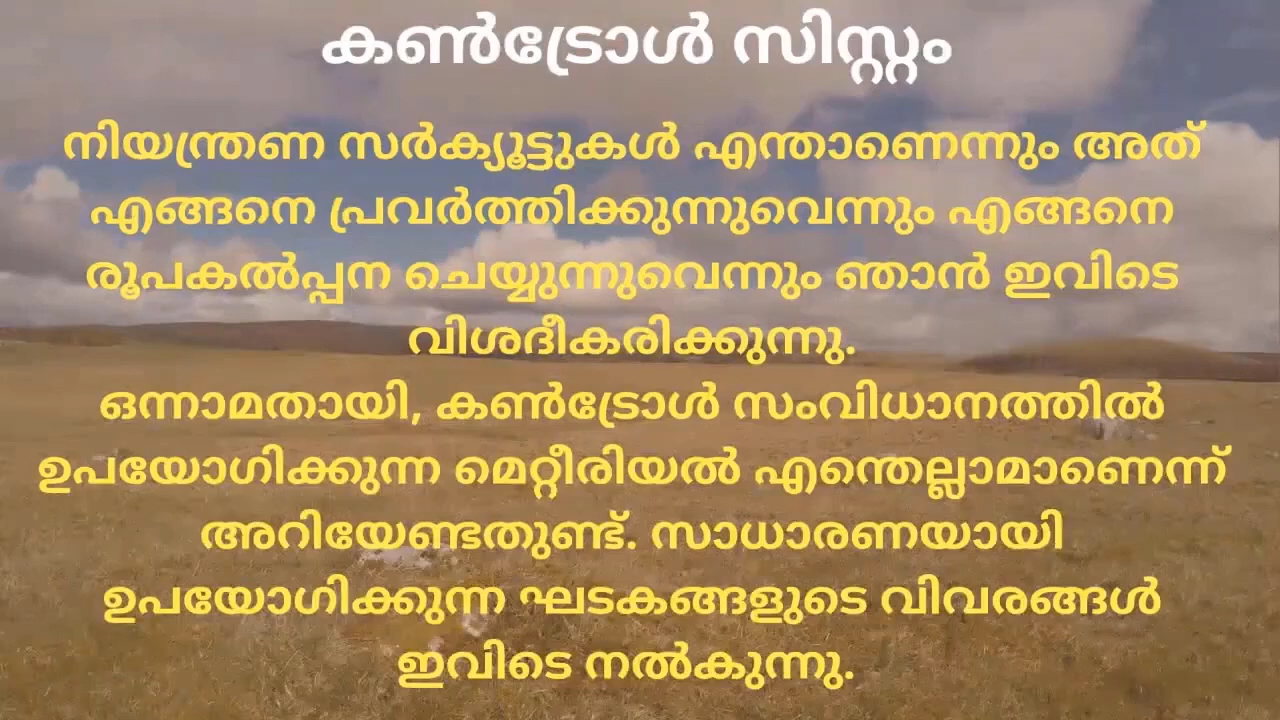 കൺട്രോൾ സിസ്റ്റം
നിയന്ത്രണ സർക്യൂട്ടുകൾ എന്താണെന്നും അത്
എങ്ങനെ പ്രവർത്തിക്കുന്നുവെന്നും എങ്ങനെ
രൂപകൽപ്പന ചെയ്യുന്നുവെന്നും ഞാൻ ഇവിടെ
വിശദീകരിക്കുന്നു.
ഒന്നാമതായി, കൺട്രോൾ സംവിധാനത്തിൽ
ഉപയോഗിക്കുന്ന മെറ്റീരിയൽ എന്തെല്ലാമാണെന്ന്
അറിയേണ്ടതുണ്ട്. സാധാരണയായി
ഉപയോഗിക്കുന്ന ഘടകങ്ങളുടെ വിവരങ്ങൾ
ഇവിടെ നൽകുന്നു.